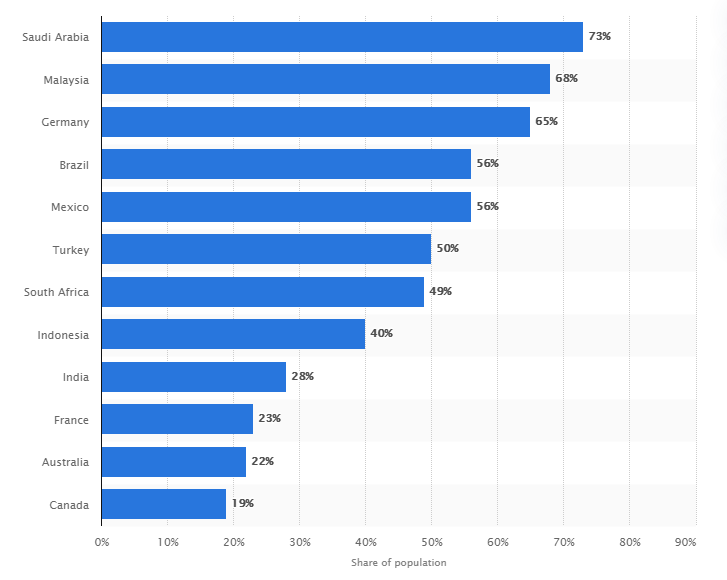 Saudi Arabia 73%
Malaysia 68%
Germany 65%
Brazil 56%
Mexico 56%
Turkey 50%
South Africa 49%
Indonesia 40%
India 28%
France 23%
Australia 22%
Canada 19%
0% 10% 20% 30% 40% 50% 60% 70% 80% 90%
Share of population